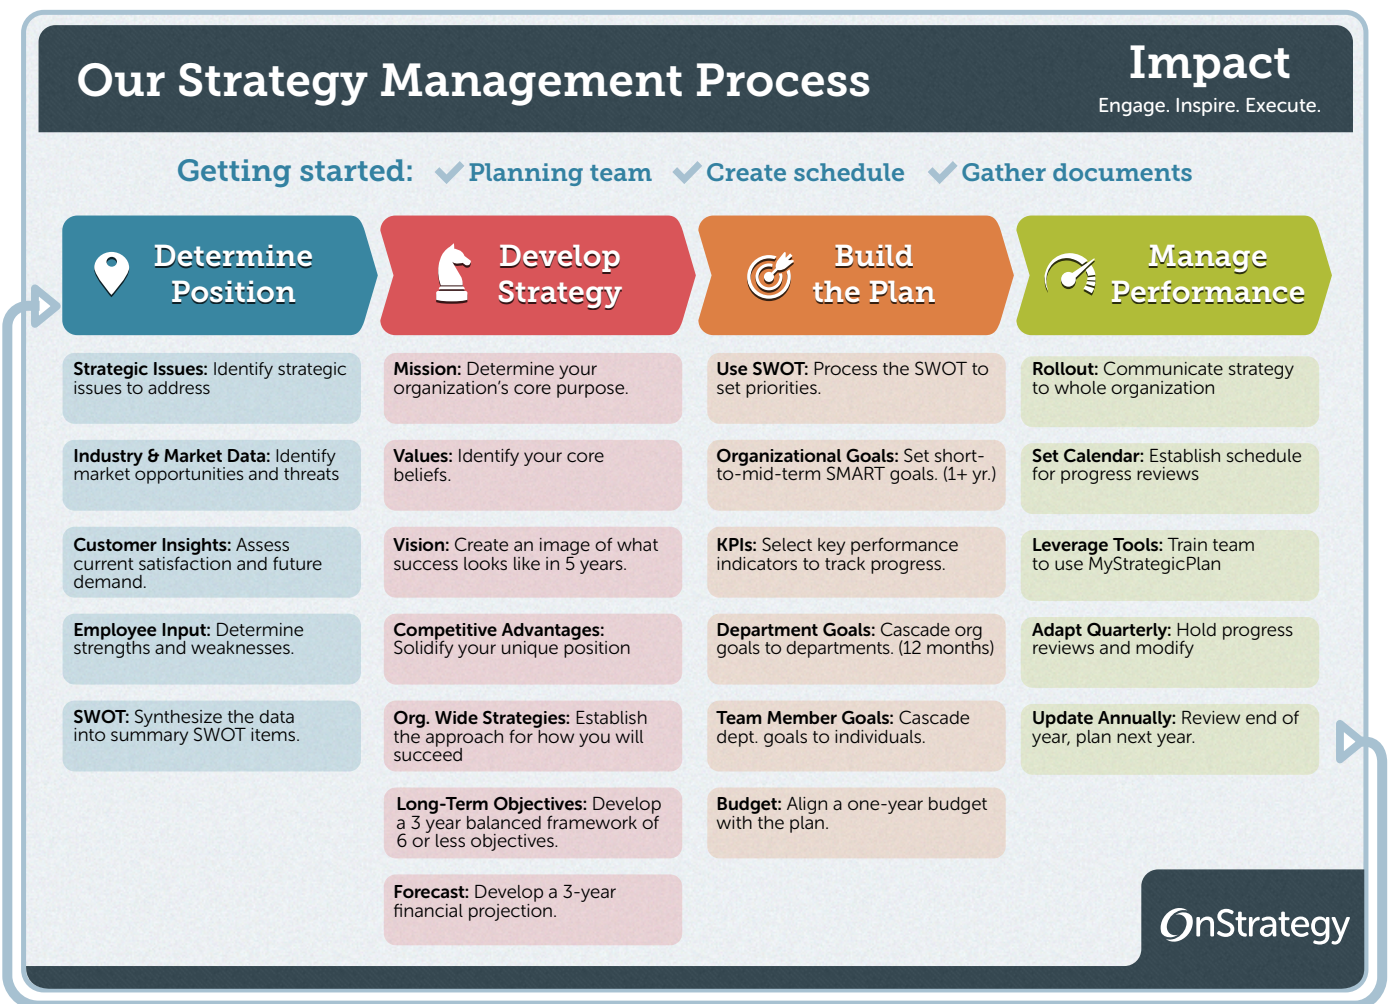 Our Strategy Management Process
Impact
Engage. Inspire. Execute.
Getting started: Planning team Create schedule Gather documents
Determine
Position
Strategic Issues: Identify strategic
issues to address
Industry & Market Data: Identify
market opportunities and threats
Customer Insights: Assess
current satisfaction and future
demand.
Employee Input: Determine
strengths and weaknesses.
SWOT: Synthesize the data
into summary SWOT items.
Develop
Strategy
Mission: Determine your
organization's core purpose.
Values: Identify your core
beliefs.
Vision: Create an image of what
success looks like in 5 years.
Competitive Advantages:
Solidify your unique position
Org. Wide Strategies: Establish
the approach for how you will
succeed
Long-Term Objectives: Develop
a 3 year balanced framework of
6 or less objectives.
Forecast: Develop a 3-year
financial projection.
Build
the Plan
Use SWOT: Process the SWOT to
set priorities.
Organizational Goals: Set short-
to-mid-term SMART goals. (1+ yr.)
KPIs: Select key performance
indicators to track progress.
Department Goals: Cascade org
goals to departments. (12 months)
Team Member Goals: Cascade
dept. goals to individuals.
Budget: Align a one-year budget
with the plan.
Manage
Performance
Rollout: Communicate strategy
to whole organization
Set Calendar: Establish schedule
for progress reviews
Leverage Tools: Train team
to use MyStrategicPlan
Adapt Quarterly: Hold progress
reviews and modify
Update Annually: Review end of
year, plan next year.
OnStrategy